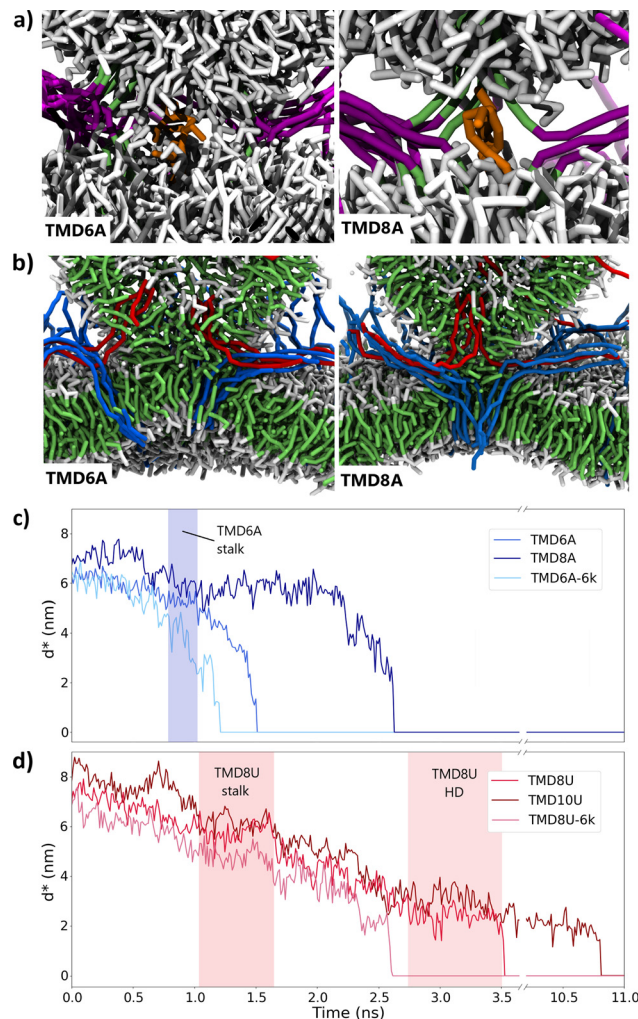 a)
TMD6A
TMD8A
b)
TMD6A
TMD8A
c)
8
6
4
2
0
d* (nm)
TMD6A
stalk
TMD6A
TMD8A
TMD6A-6k
d)
8
6
4
2
0
d* (nm)
TMD8U
stalk
TMD8U
HD
TMD8U
TMD10U
TMD8U-6k
0.0 0.5 1.0 1.5 2.0 2.5 3.0 3.5 10.5 11.0
Time (ns)